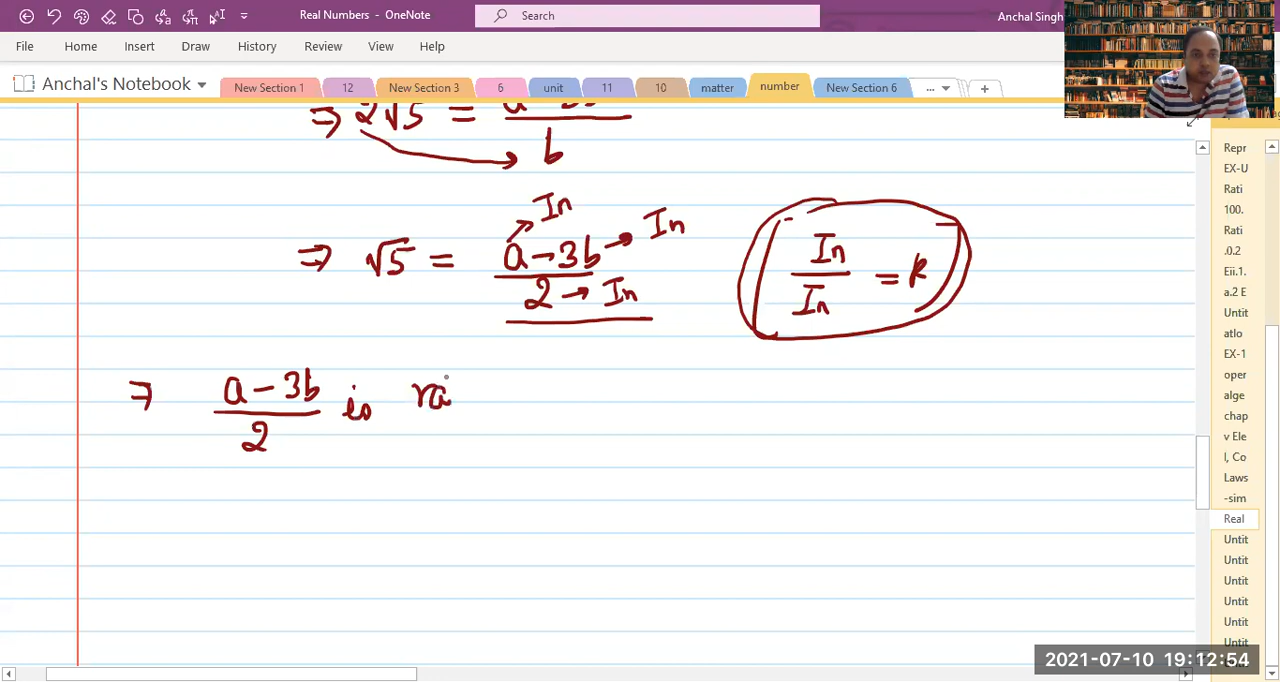 Real Numbers - OneNote
Search
Anchal Singh
File Home Insert Draw History Review View Help
Anchal's Notebook
New Section 1 12 New Section 3 6 unit 11 10 matter number New Section 6 ...
⇒ 2√5 =
b
In
In
⇒ √5 = a-3b
2 → In
In
In = R
⇒ a-3b is ra
2
Repr
EX-U
Rati
100.
Rati
.0.2
Eii.1.
a.2 E
Untit
atlo
EX-1
oper
alge
chap
v Ele
l, Co
Laws
-sim
Real
Untit
Untit
Untit
Untit
Untit
Untit
2021-07-10 19:12:54